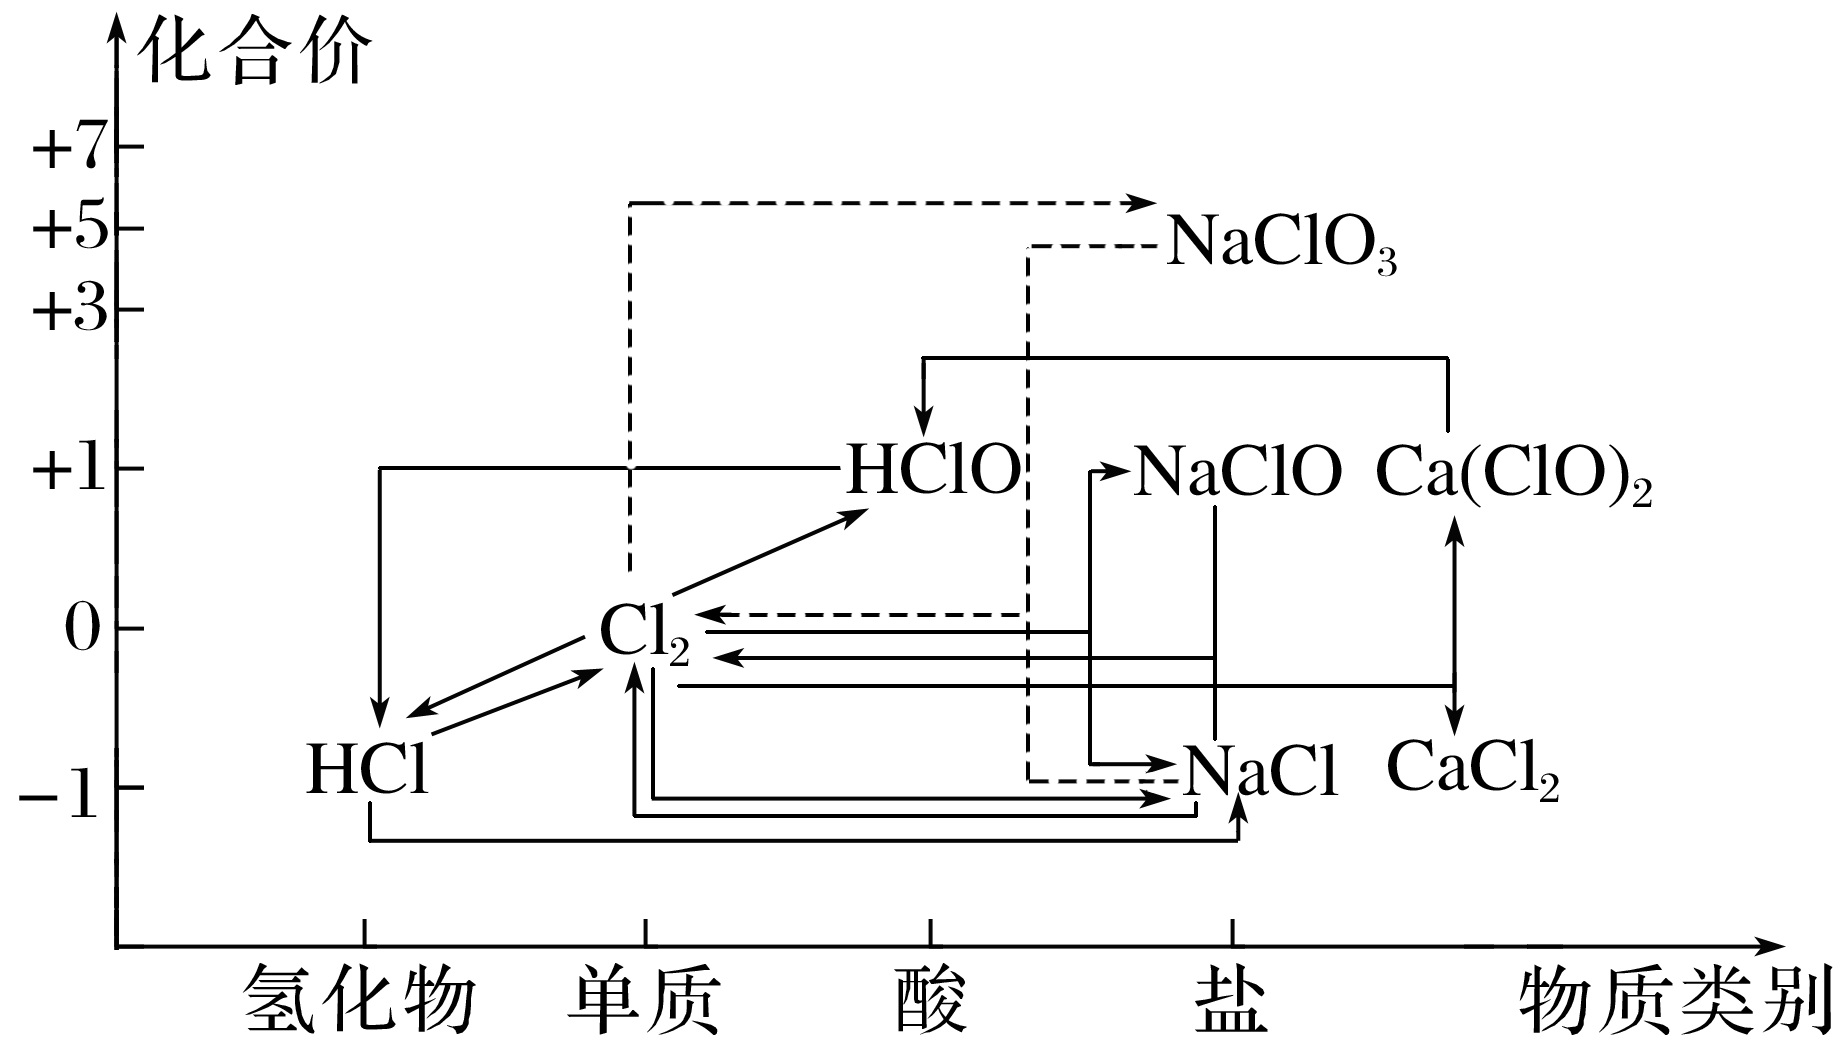 化合价
+7
+5
NaClO₃
+3
+1
HClO NaClO Ca(ClO)₂
0
Cl₂
−1
HCl NaCl CaCl₂
氢化物 单质 酸 盐 物质类别